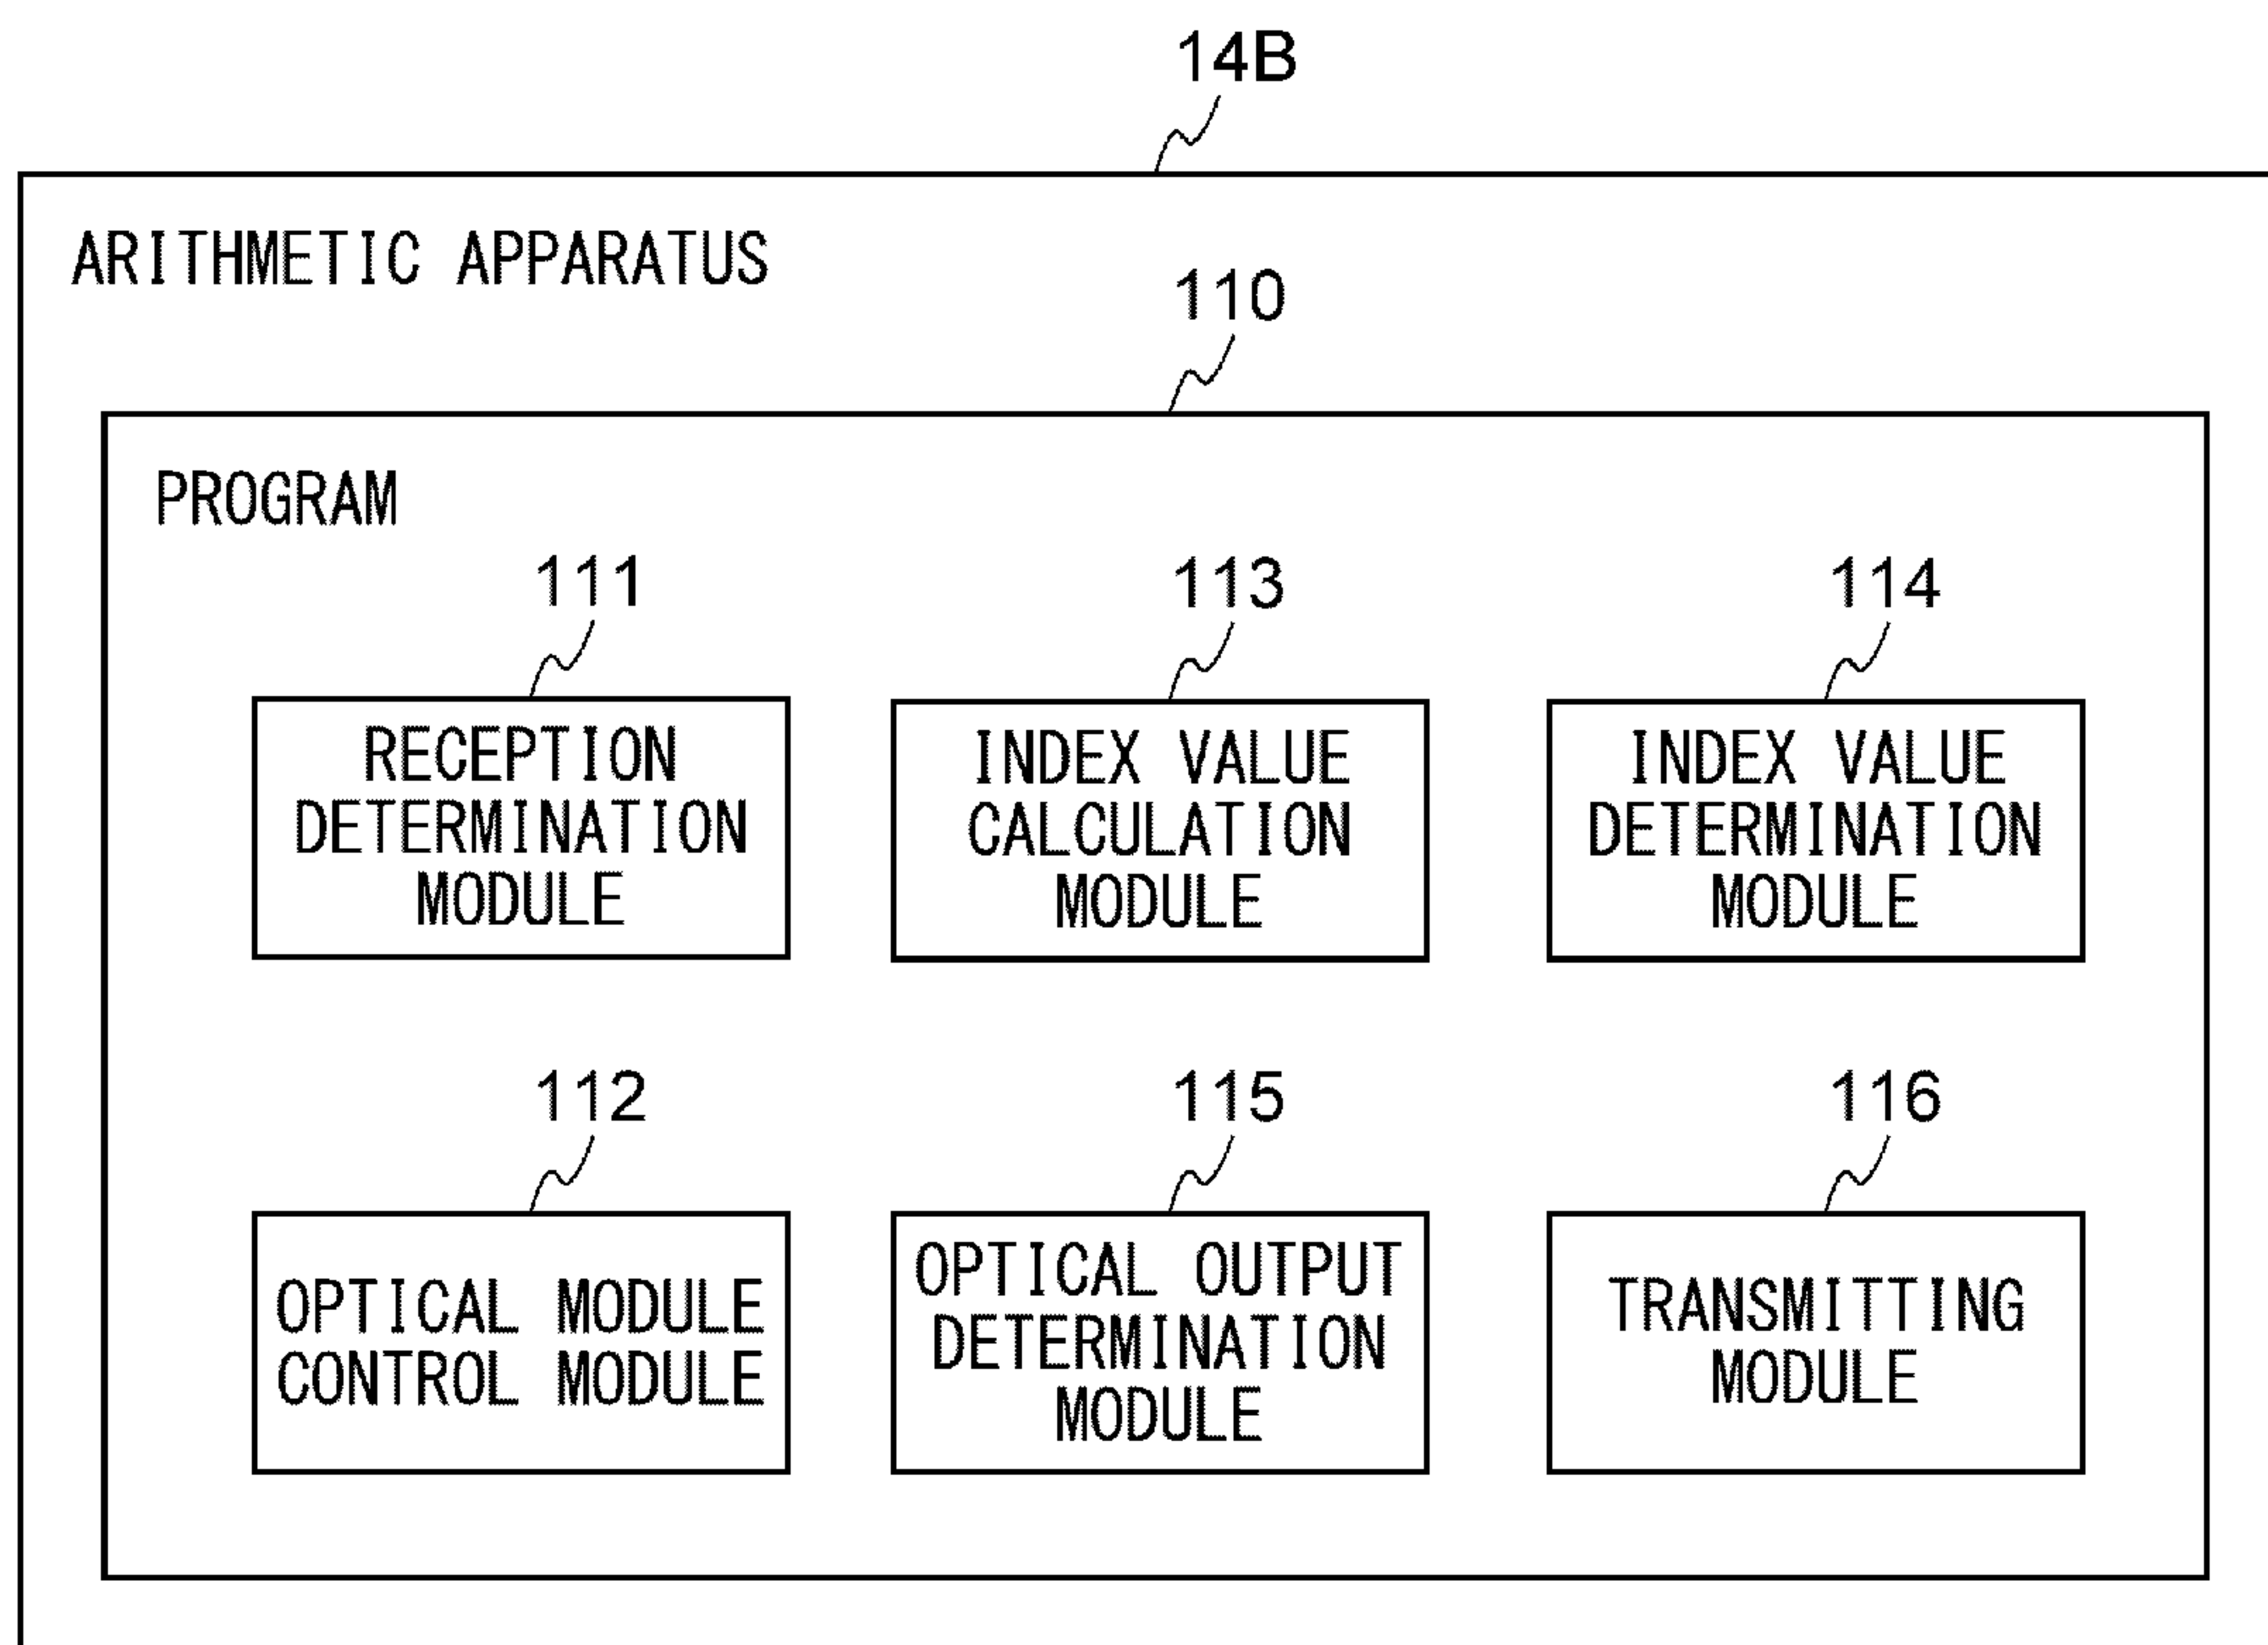 14B
ARITHMETIC APPARATUS
110
PROGRAM
111
RECEPTION
DETERMINATION
MODULE
113
INDEX VALUE
CALCULATION
MODULE
114
INDEX VALUE
DETERMINATION
MODULE
112
OPTICAL MODULE
CONTROL MODULE
115
OPTICAL OUTPUT
DETERMINATION
MODULE
116
TRANSMITTING
MODULE